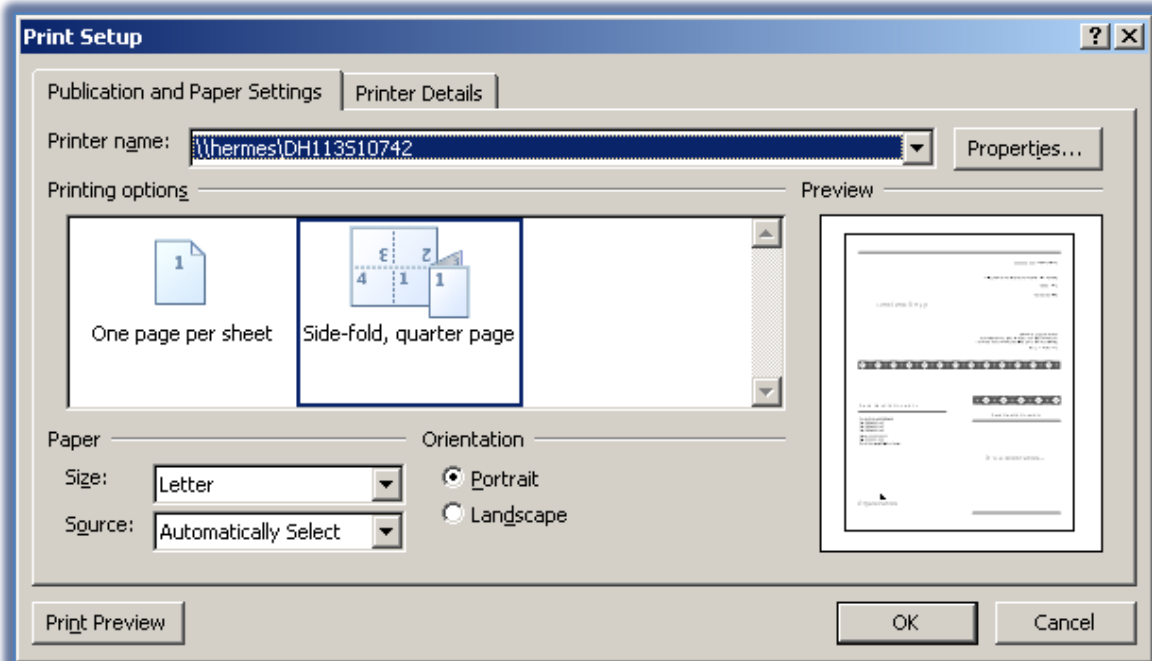 Print Setup
Publication and Paper Settings
Printer Details
Printer name:
\\hermes\DH113S10742
Properties...
Printing options
Preview
1
One page per sheet
3 2
4 1 1
Side-fold, quarter page
Paper
Orientation
Size:
Letter
Portrait
Source:
Automatically Select
Landscape
Print Preview
OK
Cancel